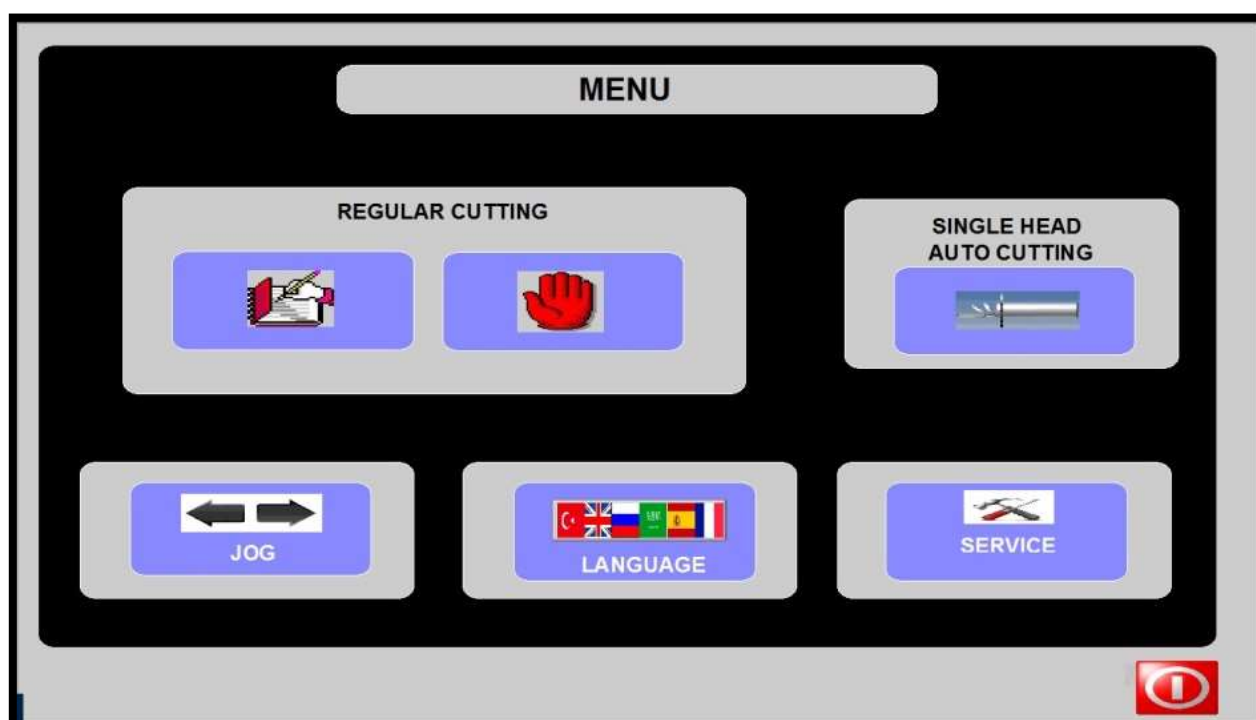 MENU
REGULAR CUTTING
SINGLE HEAD
AUTO CUTTING
JOG
LANGUAGE
SERVICE